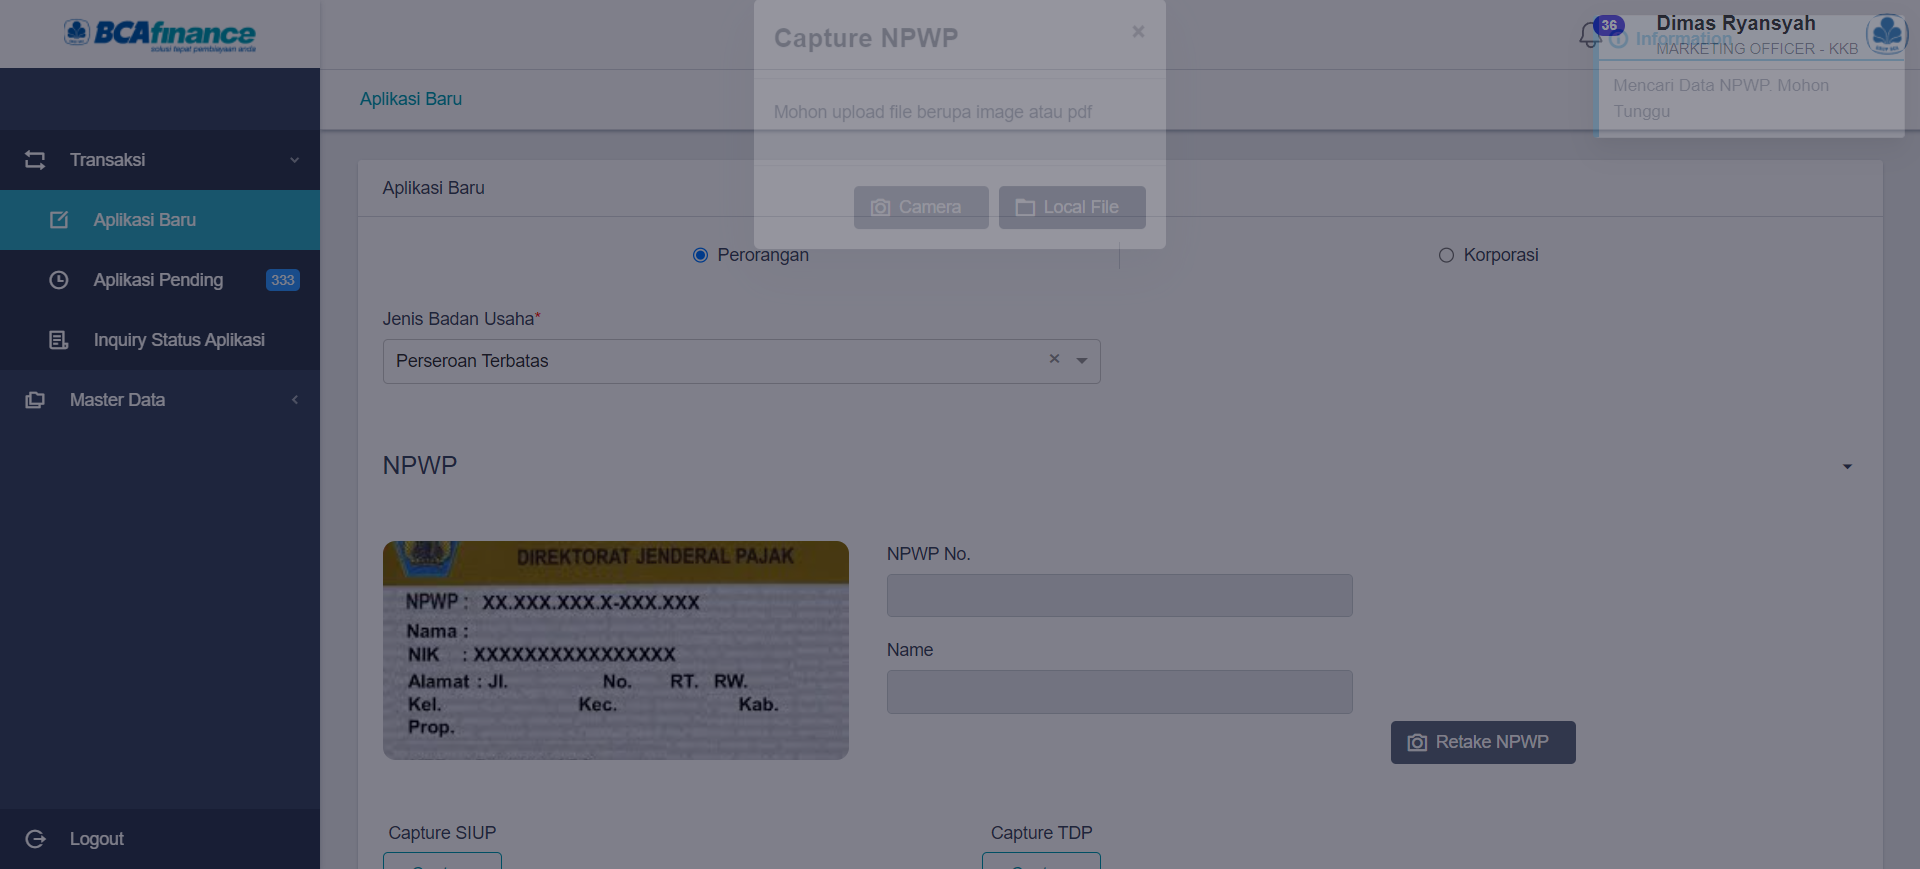 BCAfinance
solusi tepat pembiayaan anda
Transaksi
Aplikasi Baru
Aplikasi Pending
333
Inquiry Status Aplikasi
Master Data
Logout
Capture NPWP
×
Mohon upload file berupa image atau pdf
Camera
Local File
36
Dimas Ryansyah
MARKETING OFFICER - KKB
Information
Mencari Data NPWP. Mohon
Tunggu
Aplikasi Baru
Aplikasi Baru
Perorangan
Korporasi
Jenis Badan Usaha*
Perseroan Terbatas
×
NPWP
DIREKTORAT JENDERAL PAJAK
NPWP : XX.XXX.XXX.X-XXX.XXX
Nama :
NIK : XXXXXXXXXXXXXXXX
Alamat : Jl. No. RT. RW.
Kel. Kec. Kab.
Prop.
NPWP No.
Name
Retake NPWP
Capture SIUP
Capture TDP